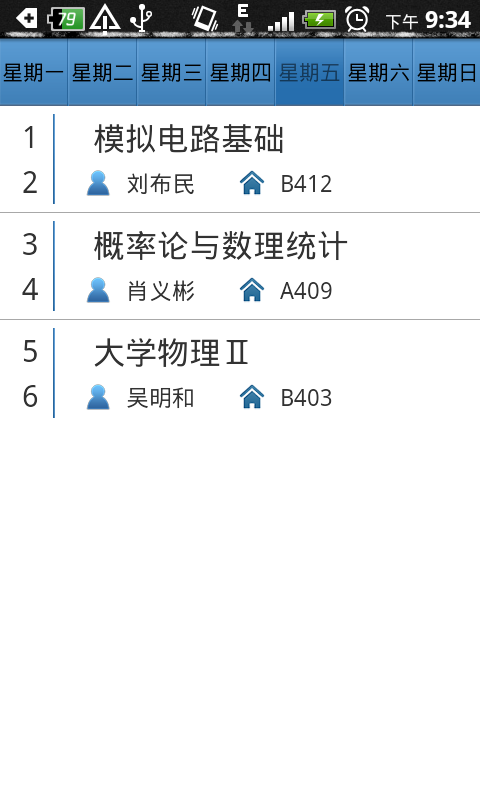 79 E 下午 9:34
星期一 星期二 星期三 星期四 星期五 星期六 星期日
1 模拟电路基础
2 刘布民 B412
3 概率论与数理统计
4 肖义彬 A409
5 大学物理Ⅱ
6 吴明和 B403